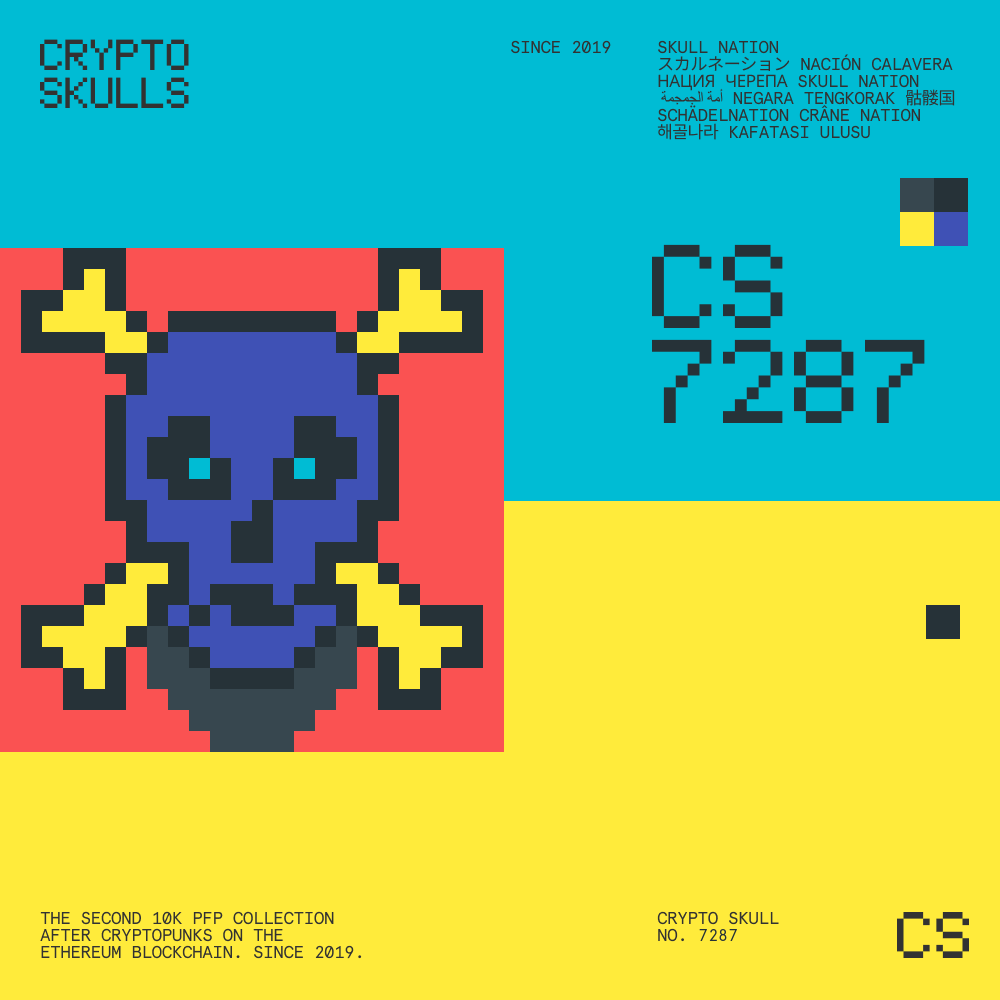 CRYPTO
SKULLS
SINCE 2019
SKULL NATION
スカルネーション NACIÓN CALAVERA
НАЦИЯ ЧЕРЕПА SKULL NATION
أمة الجمجمة NEGARA TENGKORAK 骷髅国
SCHÄDELNATION CRÂNE NATION
해골나라 KAFATASI ULUSU
CS
7287
THE SECOND 10K PFP COLLECTION
AFTER CRYPTOPUNKS ON THE
ETHEREUM BLOCKCHAIN. SINCE 2019.
CRYPTO SKULL
NO. 7287
CS